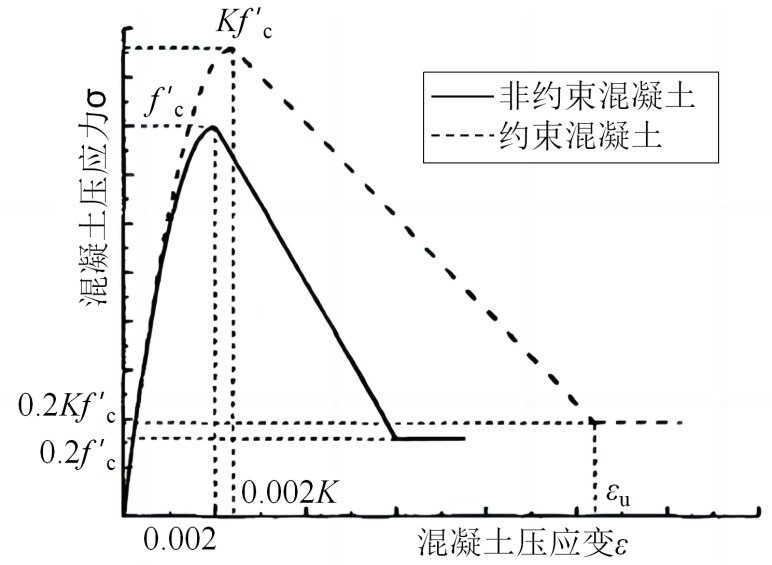 Kf'c
f'c
非约束混凝土
约束混凝土
混凝土压应力σ
0.2Kf'c
0.2f'c
0.002K
εu
0.002
混凝土压应变ε